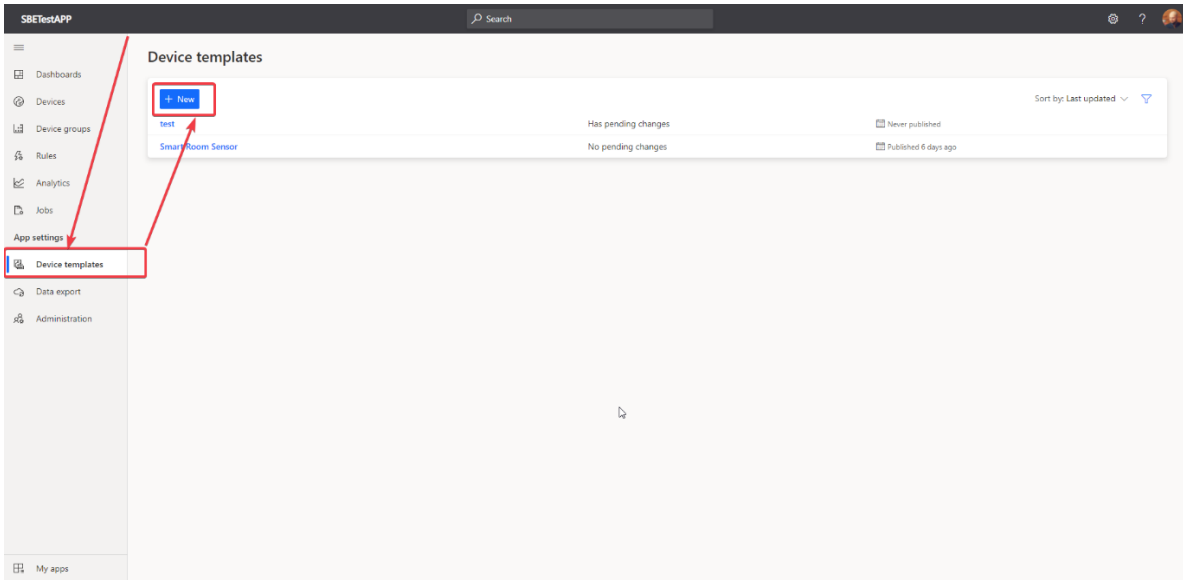 SBETestAPP
Search
?
Dashboards
Devices
Device groups
Rules
Analytics
Jobs
App settings
Device templates
Data export
Administration
My apps
Device templates
+ New
Sort by: Last updated
test Has pending changes Never published
Smart Room Sensor No pending changes Published 6 days ago